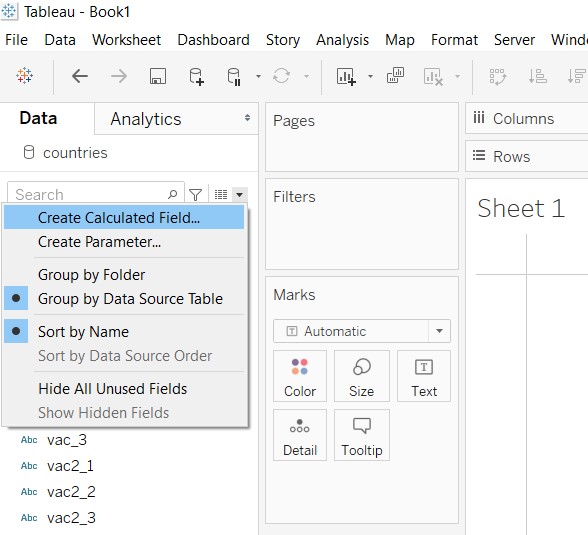 Tableau - Book1
File Data Worksheet Dashboard Story Analysis Map Format Server Windo
Data
Analytics
countries
Search
Create Calculated Field...
Create Parameter...
Group by Folder
Group by Data Source Table
Sort by Name
Sort by Data Source Order
Hide All Unused Fields
Show Hidden Fields
Abc vac_3
Abc vac2_1
Abc vac2_2
Abc vac2_3
Pages
Filters
Marks
T Automatic
Color Size Text
Detail Tooltip
Columns
Rows
Sheet 1